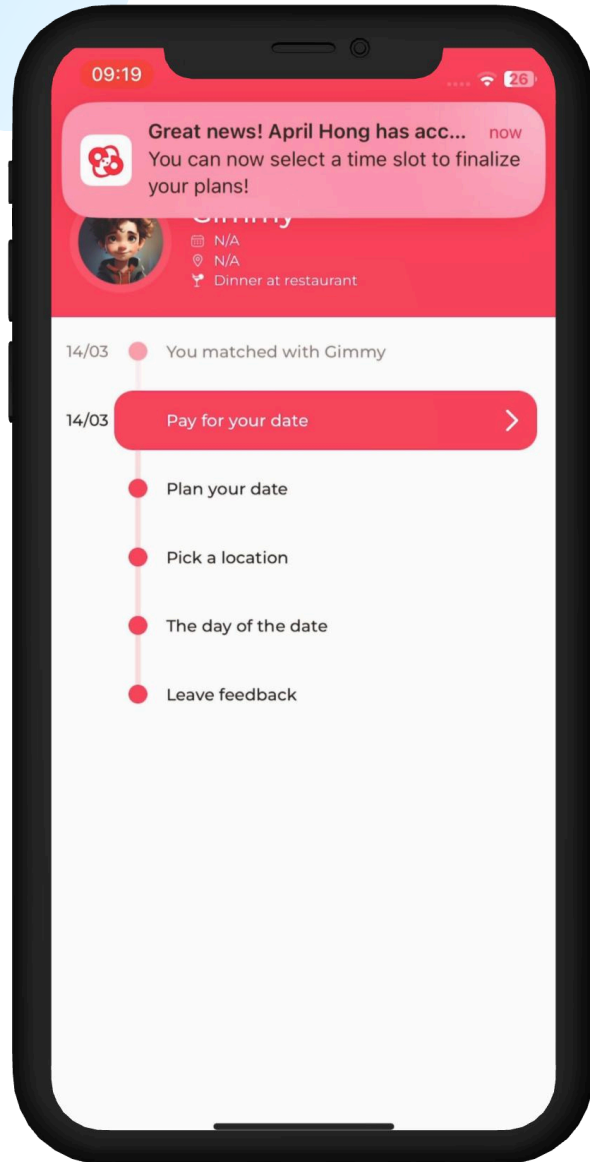 09:19
26
Great news! April Hong has acc... now
You can now select a time slot to finalize
your plans!
Gimmy
N/A
N/A
Dinner at restaurant
14/03 You matched with Gimmy
14/03 Pay for your date
Plan your date
Pick a location
The day of the date
Leave feedback